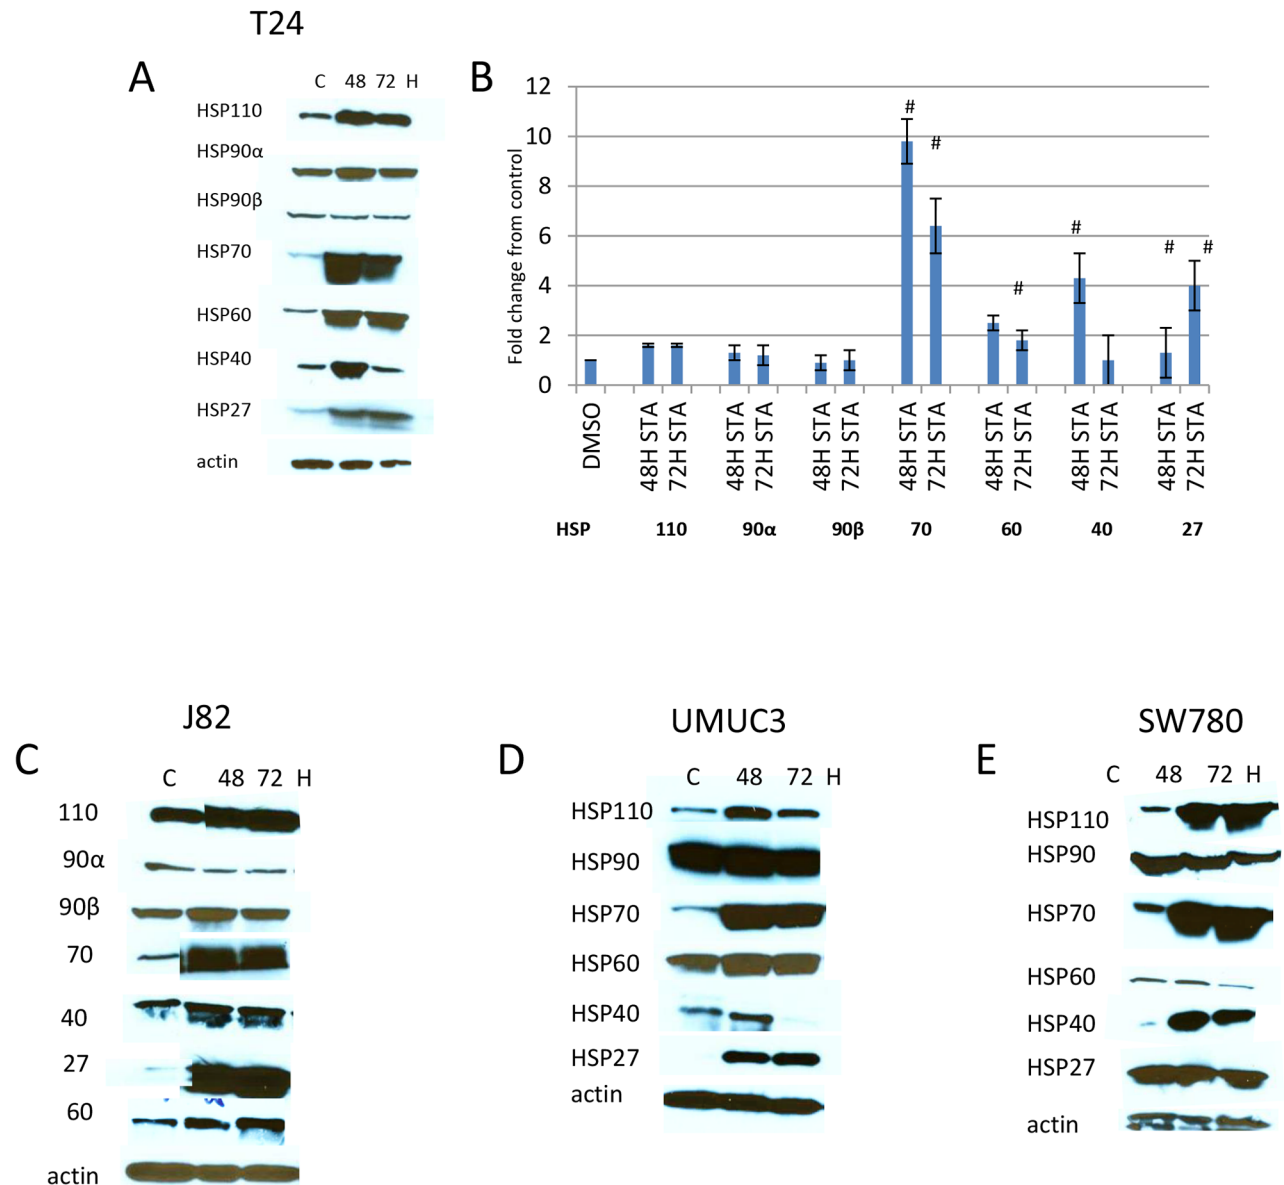 T24
A
C 48 72 H
HSP110
HSP90α
HSP90β
HSP70
HSP60
HSP40
HSP27
actin
B
Fold change from control
12
10
8
6
4
2
0
# # # # # #
DMSO
48H STA
72H STA
48H STA
72H STA
48H STA
72H STA
48H STA
72H STA
48H STA
72H STA
48H STA
72H STA
48H STA
72H STA
HSP 110 90α 90β 70 60 40 27
J82
C
C 48 72 H
110
90α
90β
70
40
27
60
actin
UMUC3
D
C 48 72 H
HSP110
HSP90
HSP70
HSP60
HSP40
HSP27
actin
SW780
E
C 48 72 H
HSP110
HSP90
HSP70
HSP60
HSP40
HSP27
actin